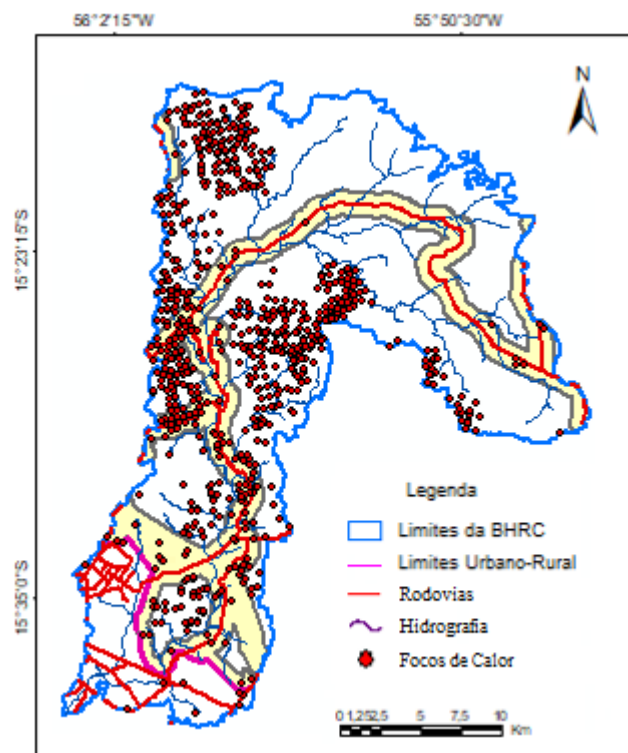 56°2'15"W 55°50'30"W
N
15°23'15"S
15°35'0"S
Legenda
Limites da BHRC
Limites Urbano-Rural
Rodovias
Hidrografia
Focos de Calor
0 1,252,5 5 7,5 10
Km